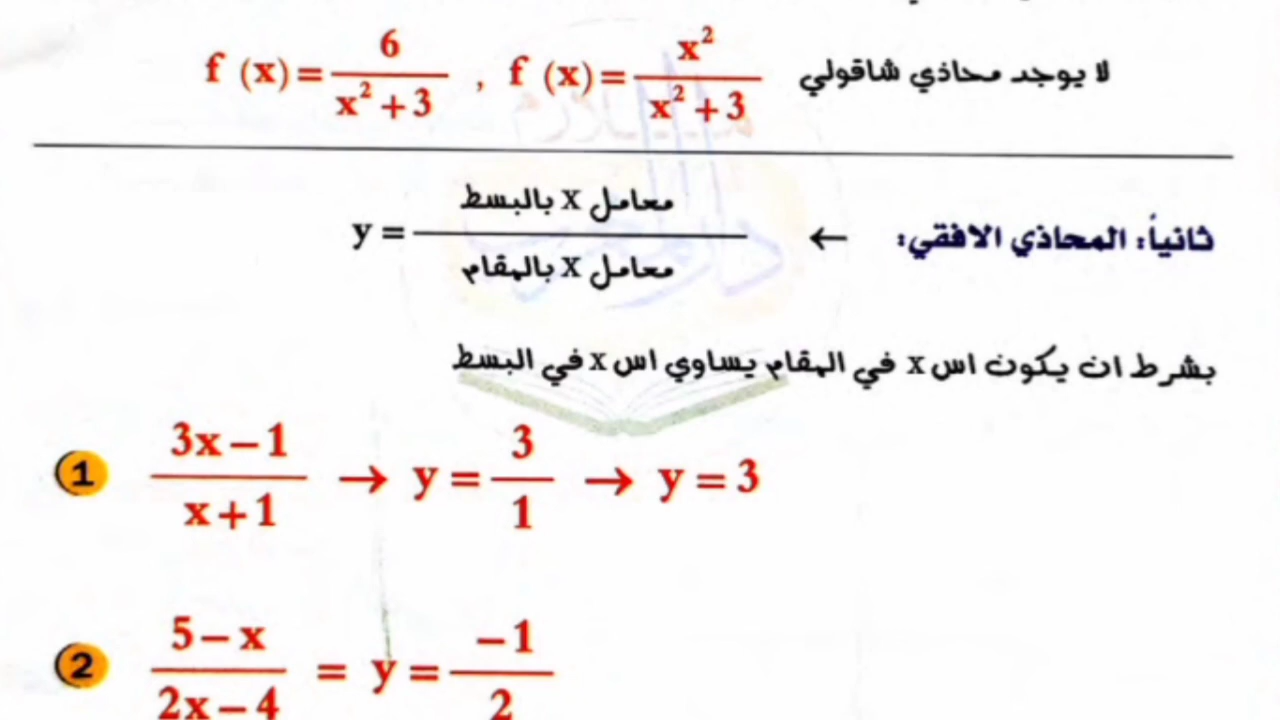 لا يوجد محاذي شاقولي f (x) = x²/(x² + 3) , f (x) = 6/(x² + 3)
ثانياً: المحاذي الافقي: ← y = معامل x بالبسط / معامل x بالمقام
بشرط ان يكون اس x في المقام يساوي اس x في البسط
1 (3x − 1)/(x + 1) → y = 3/1 → y = 3
2 (5 − x)/(2x − 4) = y = −1/2